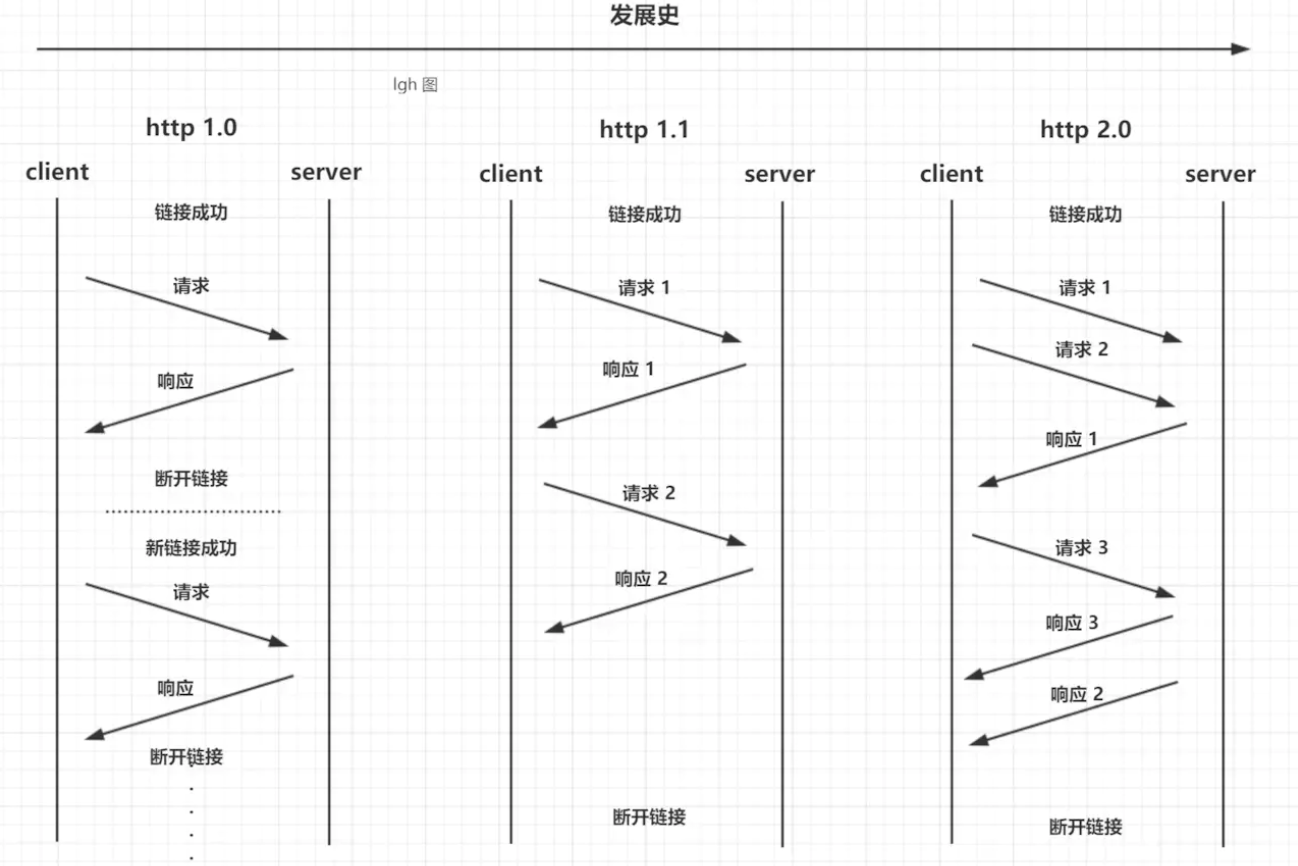 发展史
lgh 图
http 1.0
client
server
链接成功
请求
响应
断开链接
新链接成功
请求
响应
断开链接
http 1.1
client
server
链接成功
请求 1
响应 1
请求 2
响应 2
断开链接
http 2.0
client
server
链接成功
请求 1
请求 2
响应 1
请求 3
响应 3
响应 2
断开链接